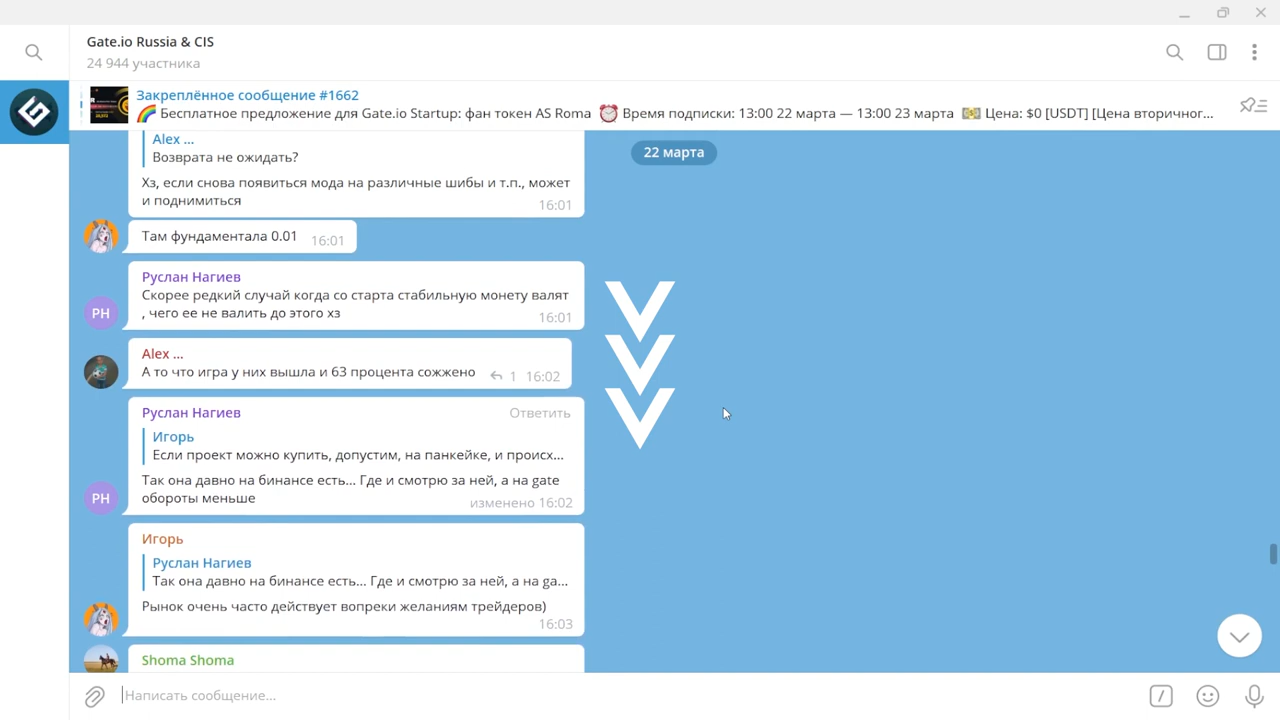 Gate.io Russia & CIS
24 944 участника
Закреплённое сообщение #1662
Бесплатное предложение для Gate.io Startup: фан токен AS Roma ⏰ Время подписки: 13:00 22 марта — 13:00 23 марта 💵 Цена: $0 [USDT] [Цена вторичног...
22 марта
Alex ...
Возврата не ожидать?
Хз, если снова появиться мода на различные шибы и т.п., может
и подниматься
16:01
Там фундаментала 0.01 16:01
Руслан Нагиев
Скорее редкий случай когда со старта стабильную монету валят
, чего ее не валить до этого хз 16:01
РН
Alex ...
А то что игра у них вышла и 63 процента сожжено 1 16:02
Руслан Нагиев Ответить
Игорь
Если проект можно купить, допустим, на панкейке, и происх...
Так она давно на бинансе есть... Где и смотрю за ней, а на gate
обороты меньше изменено 16:02
РН
Игорь
Руслан Нагиев
Так она давно на бинансе есть... Где и смотрю за ней, а на ga...
Рынок очень часто действует вопреки желаниям трейдеров)
16:03
Shoma Shoma
Написать сообщение...